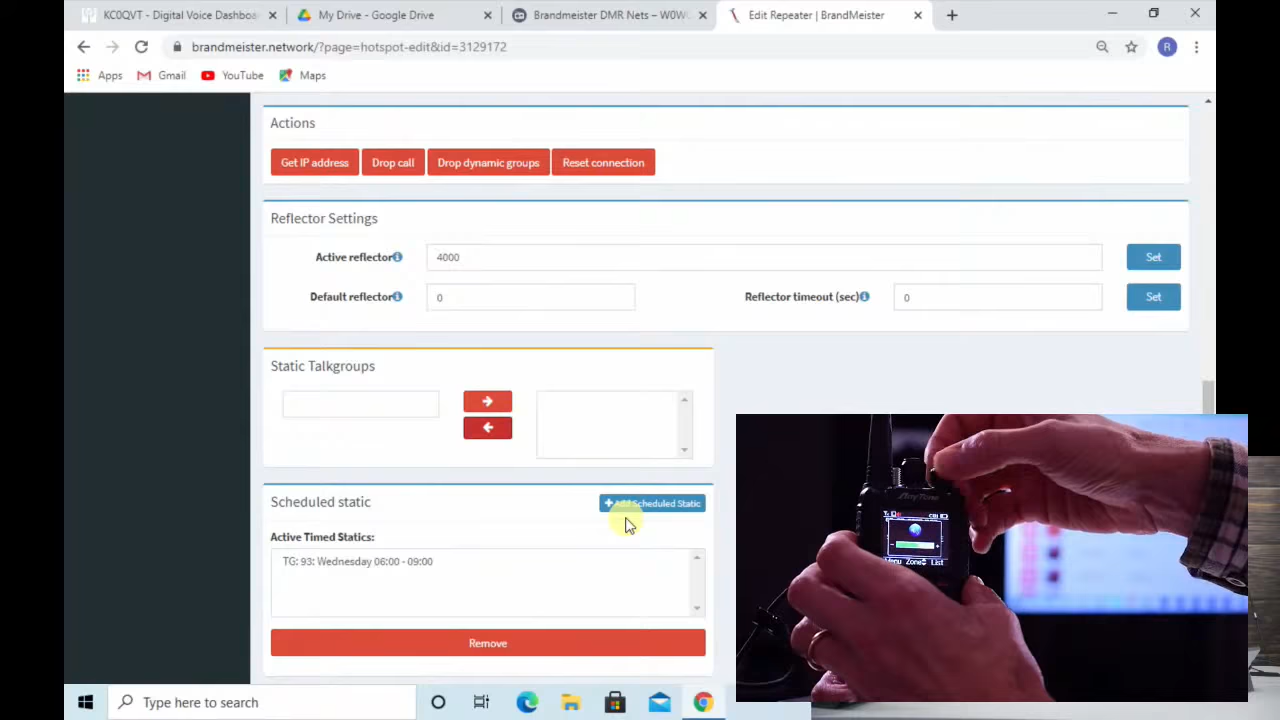 KC0QVT - Digital Voice Dashboa
My Drive - Google Drive
Brandmeister DMR Nets – W0W
Edit Repeater | BrandMeister
brandmeister.network/?page=hotspot-edit&id=3129172
R
Apps
Gmail
YouTube
Maps
Actions
Get IP address
Drop call
Drop dynamic groups
Reset connection
Reflector Settings
Active reflector
4000
Set
Default reflector
0
Reflector timeout (sec)
0
Set
Static Talkgroups
Scheduled static
Add Scheduled Static
Active Timed Statics:
TG: 93: Wednesday 06:00 - 09:00
Remove
AnyTone
Menu Zone List
Type here to search